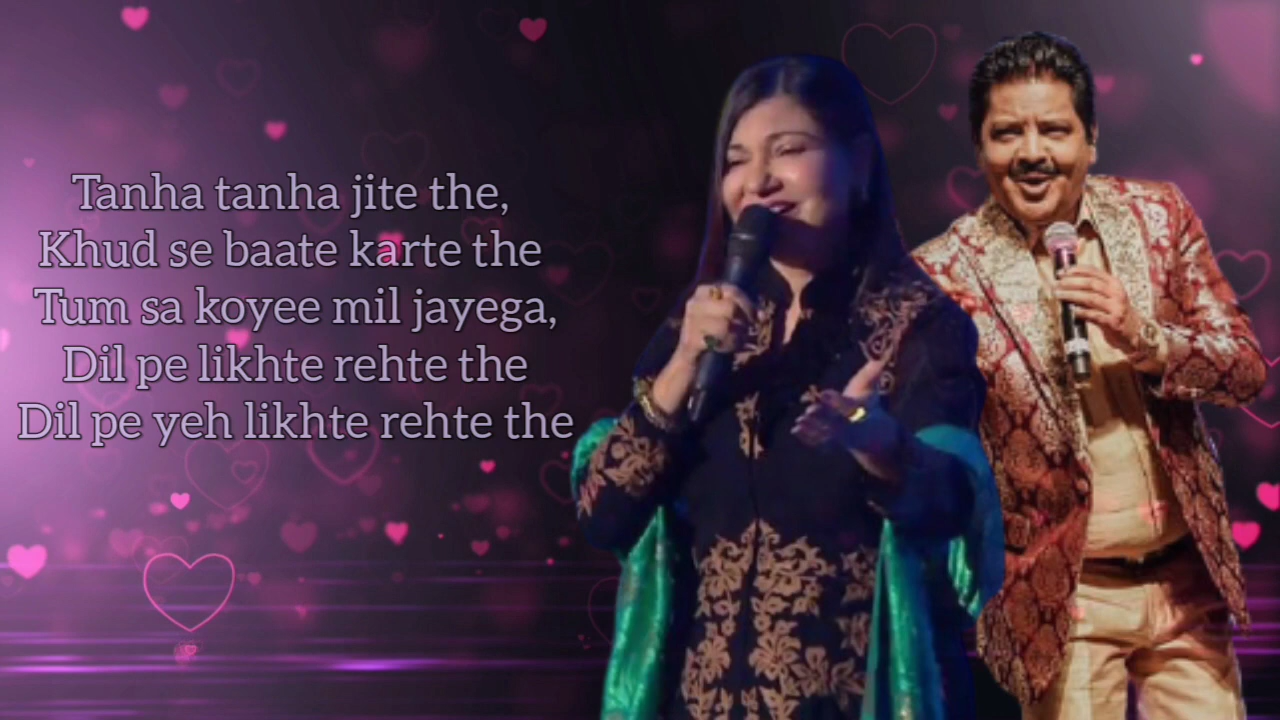 Tanha tanha jite the,
Khud se baate karte the
Tum sa koyee mil jayega,
Dil pe likhte rehte the
Dil pe yeh likhte rehte the